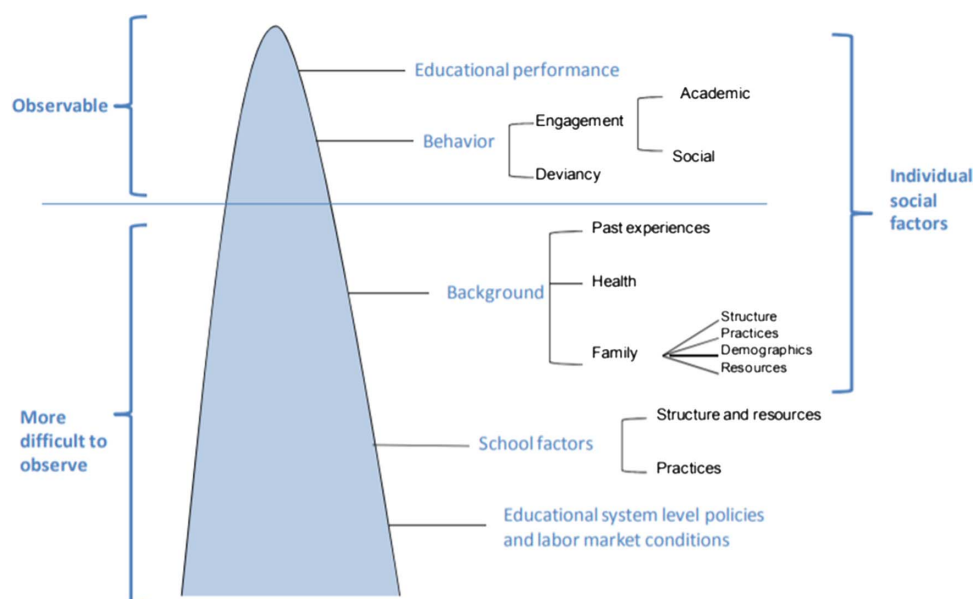 Observable
Educational performance
Behavior
Engagement
Academic
Social
Deviancy
Individual
social
factors
Background
Past experiences
Health
Family
Structure
Practices
Demographics
Resources
More
difficult to
observe
School factors
Structure and resources
Practices
Educational system level policies
and labor market conditions